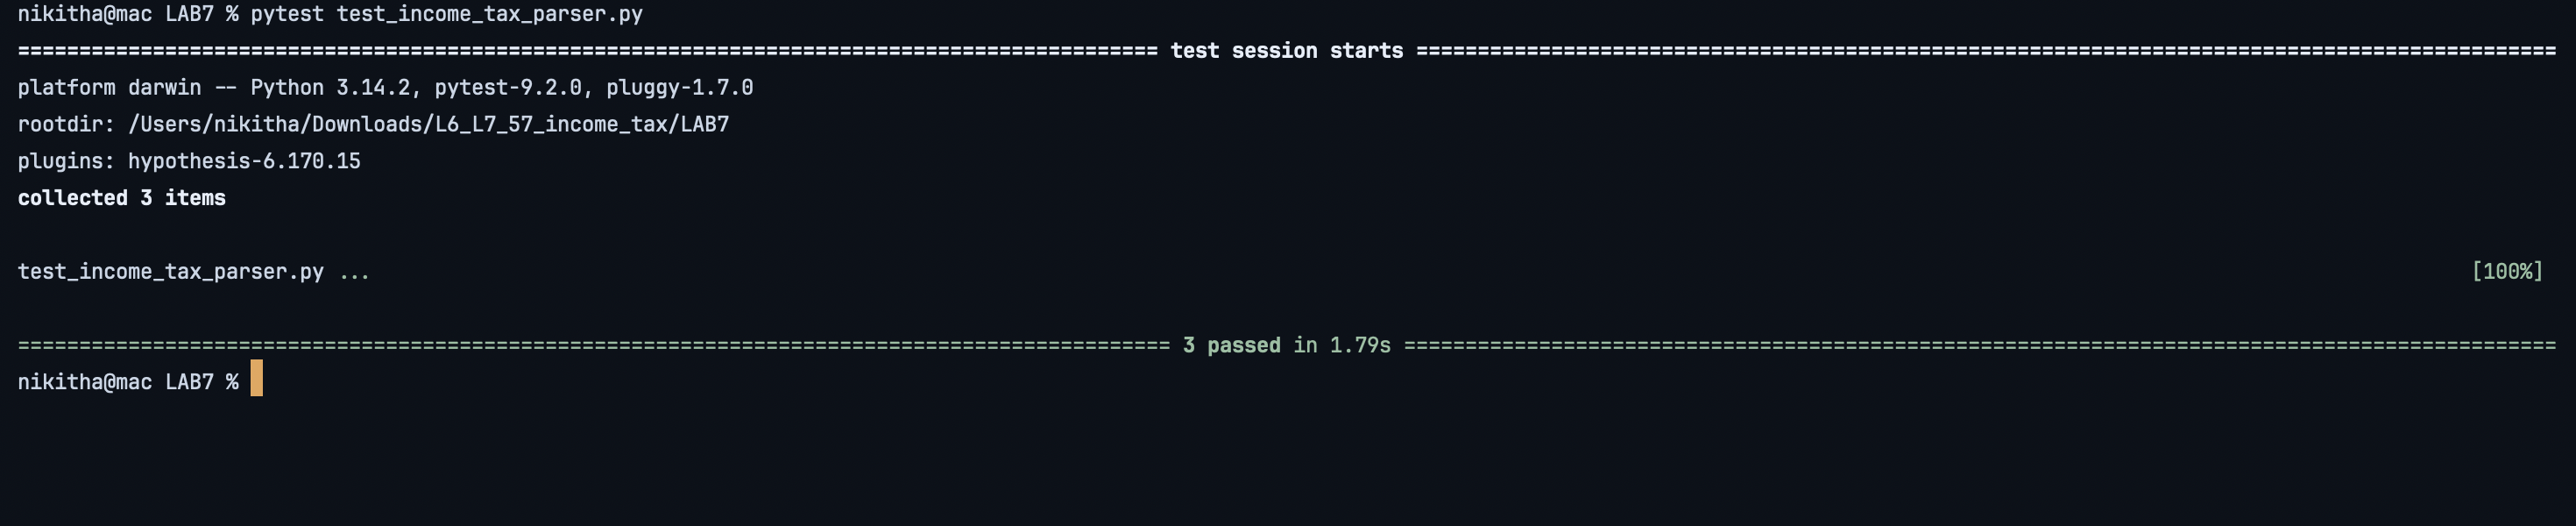 nikitha@mac LAB7 % pytest test_income_tax_parser.py
============================================================================================= test session starts =============================================================================================
platform darwin -- Python 3.14.2, pytest-9.2.0, pluggy-1.7.0
rootdir: /Users/nikitha/Downloads/L6_L7_57_income_tax/LAB7
plugins: hypothesis-6.170.15
collected 3 items
test_income_tax_parser.py ... [100%]
============================================================================================== 3 passed in 1.79s ==============================================================================================
nikitha@mac LAB7 %